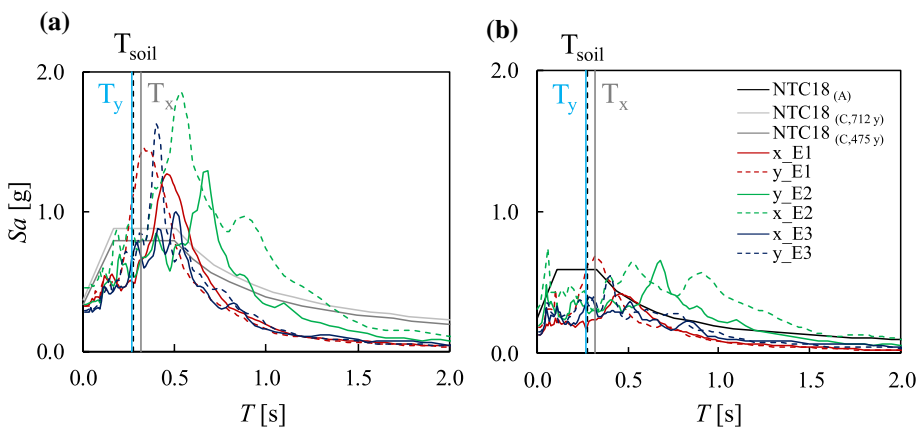 (a)
T_soil
2.0
T_y
T_x
1.0
Sa [g]
0.0
0.0
0.5
1.0
1.5
2.0
T [s]
(b)
T_soil
2.0
T_y
T_x
1.0
0.0
0.0
0.5
1.0
1.5
2.0
T [s]
NTC18 (A)
NTC18 (C,712 y)
NTC18 (C,475 y)
x_E1
y_E1
y_E2
x_E2
x_E3
y_E3